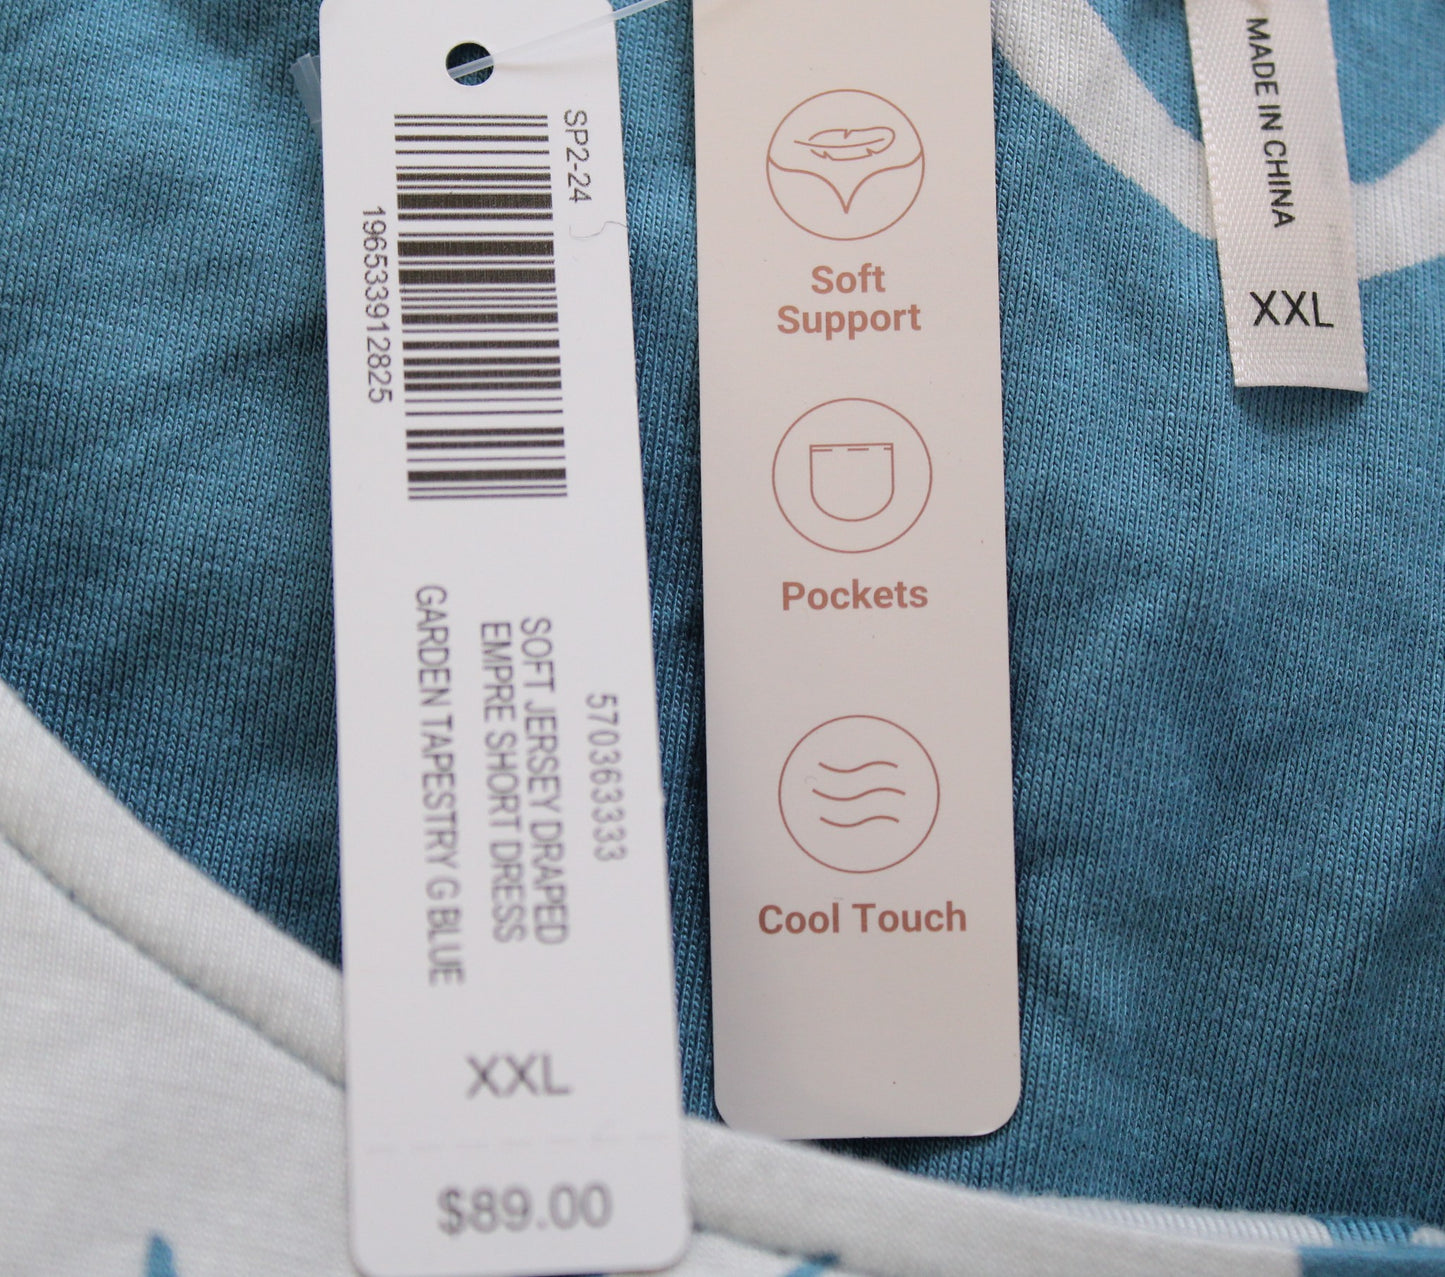 SP2-24
196533912825
570363333
SOFT JERSEY DRAPED
EMPRE SHORT DRESS
GARDEN TAPESTRY G BLUE
XXL
$89.00
Soft
Support
Pockets
Cool Touch
MADE IN CHINA
XXL